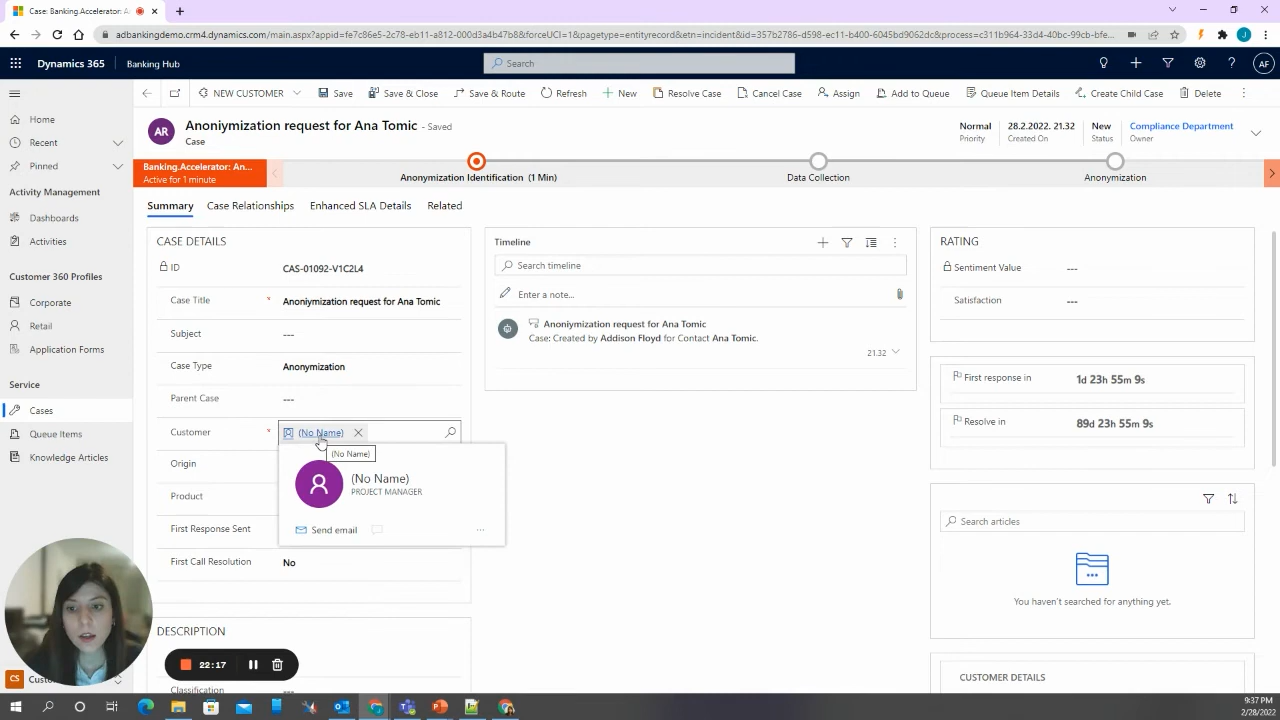 Case: Banking.Accelerator: A
adbankingdemo.crm4.dynamics.com/main.aspx?appid=fc7e86e5-2c78-eb11-a812-000d3a4b47b8&forceUCI=1&pagetype=entityrecord&etn=incident&id=357b2786-d598-ec11-b400-6045bd9062dc&process=c311b964-33d4-40bc-99cb-bfe...
J
Dynamics 365
Banking Hub
Search
AF
NEW CUSTOMER
Save
Save & Close
Save & Route
Refresh
New
Resolve Case
Cancel Case
Assign
Add to Queue
Queue Item Details
Create Child Case
Delete
Home
Recent
Pinned
Activity Management
Dashboards
Activities
Customer 360 Profiles
Corporate
Retail
Application Forms
Service
Cases
Queue Items
Knowledge Articles
AR
Anoniymization request for Ana Tomic - Saved
Case
Normal
Priority
28.2.2022. 21.32
Created On
New
Status
Compliance Department
Owner
Banking.Accelerator: An...
Active for 1 minute
Anonymization Identification (1 Min)
Data Collection
Anonymization
Summary
Case Relationships
Enhanced SLA Details
Related
CASE DETAILS
ID
CAS-01092-V1C2L4
Case Title
*
Anoniymization request for Ana Tomic
Subject
---
Case Type
Anonymization
Parent Case
---
Customer
*
(No Name)
(No Name)
(No Name)
PROJECT MANAGER
Send email
...
Origin
Product
First Response Sent
First Call Resolution
No
DESCRIPTION
Classification
---
Timeline
Search timeline
Enter a note...
Anoniymization request for Ana Tomic
Case: Created by Addison Floyd for Contact Ana Tomic.
21.32
RATING
Sentiment Value
---
Satisfaction
---
First response in
1d 23h 55m 9s
Resolve in
89d 23h 55m 9s
Search articles
You haven't searched for anything yet.
CUSTOMER DETAILS
22:17
CS
9:37 PM
2/28/2022